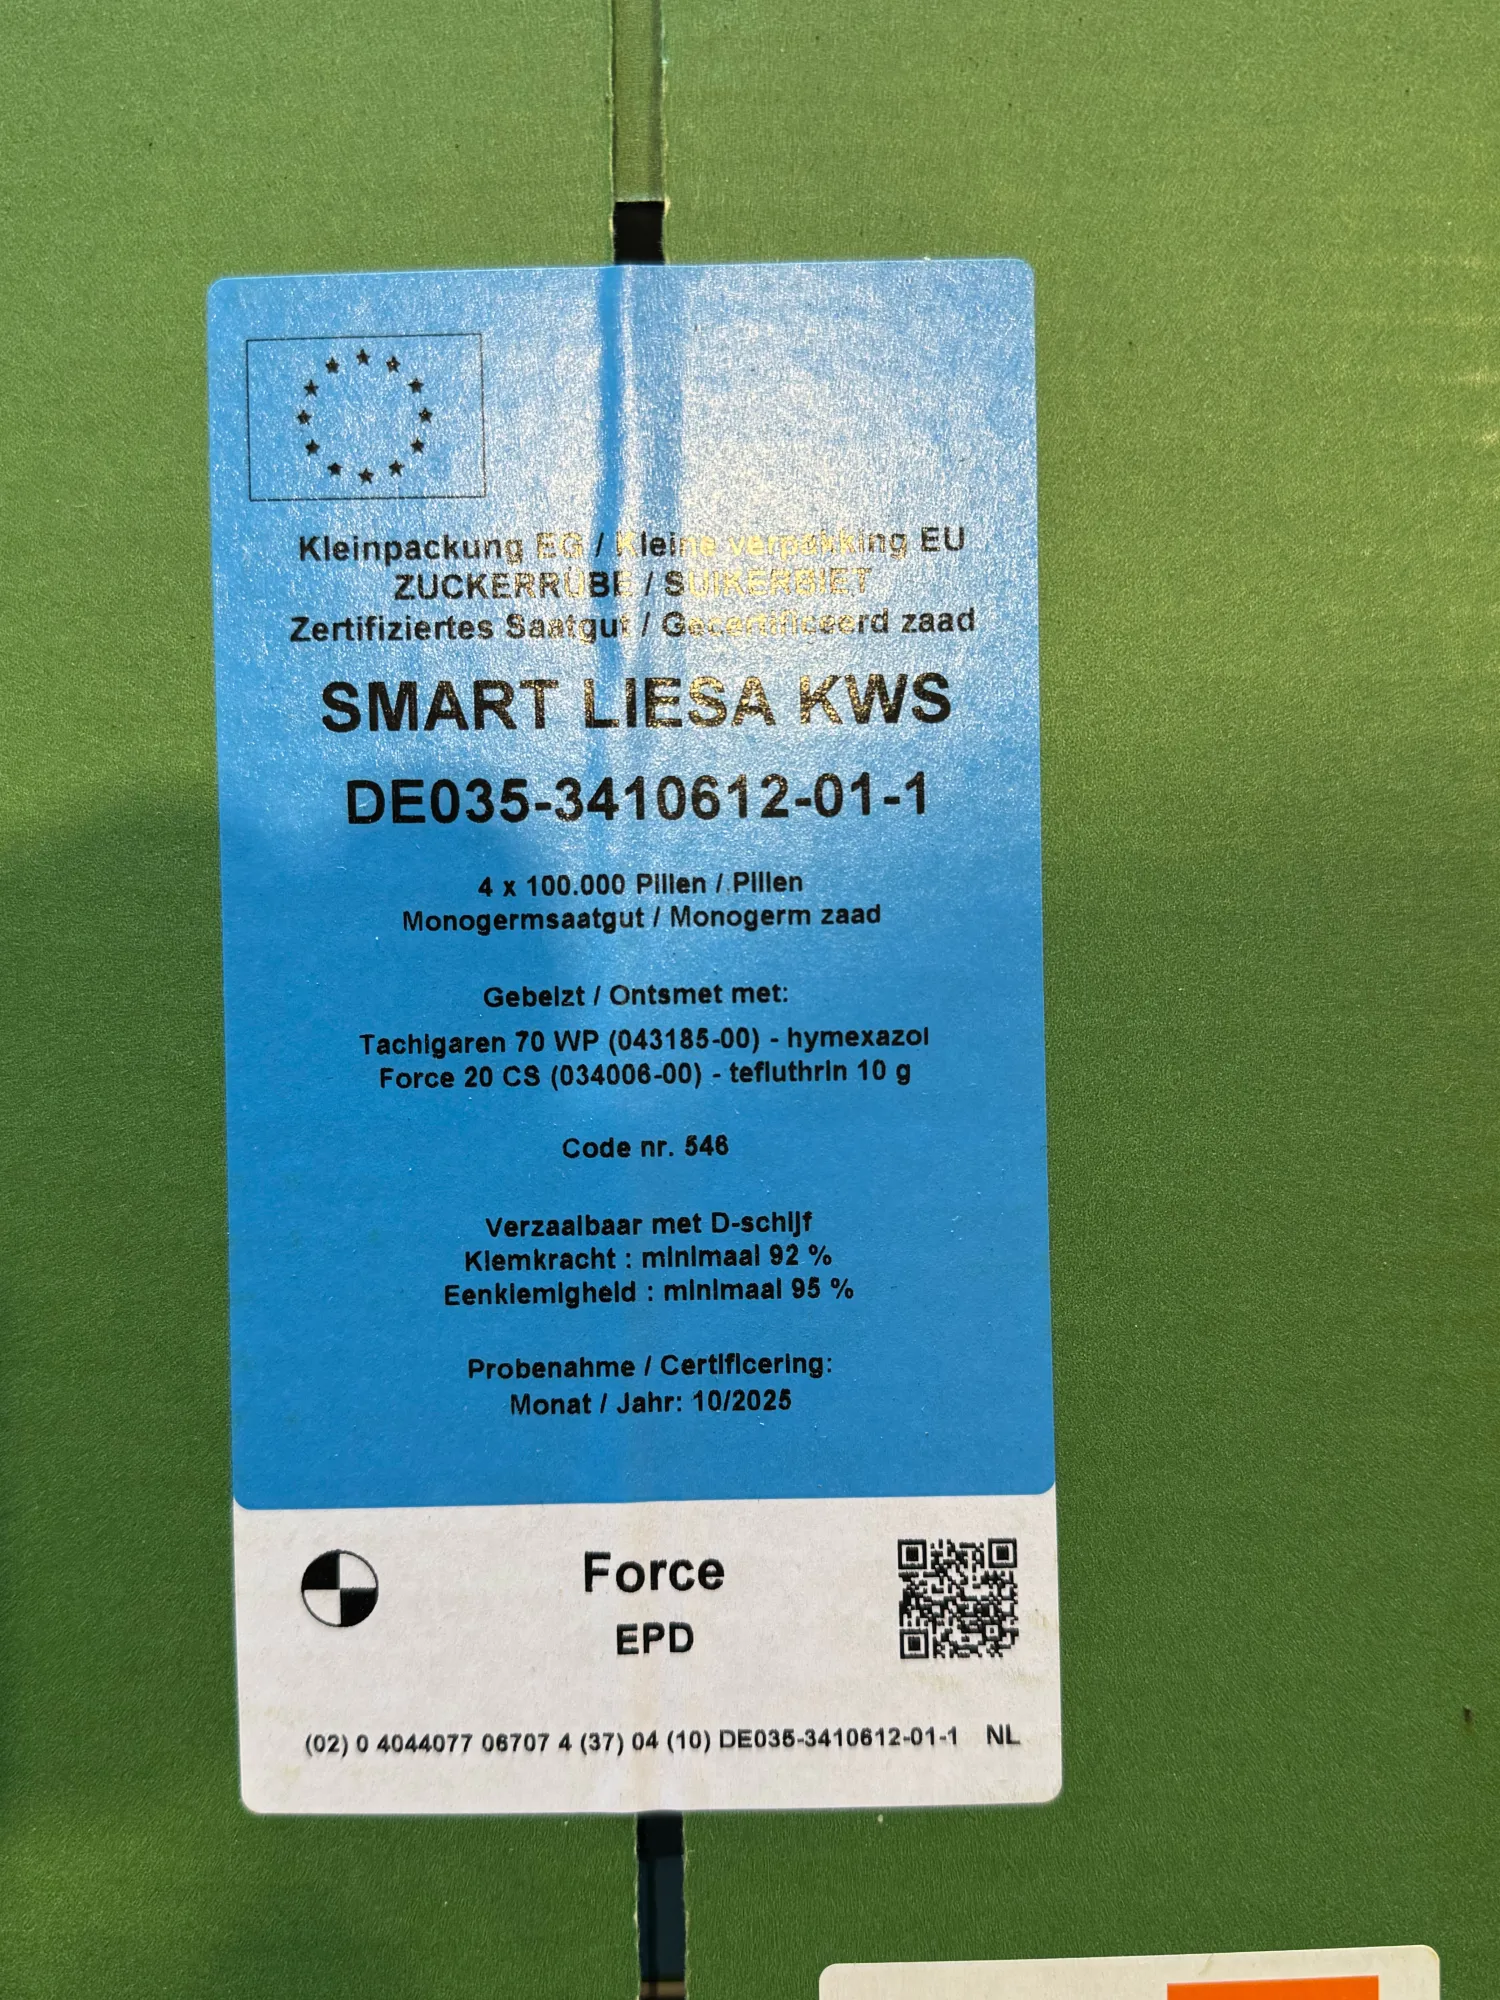 Kleinpackung EG / Kleine verpakking EU
ZUCKERRÜBE / SUIKERBIET
Zertifiziertes Saatgut / Gecertificeerd zaad
SMART LIESA KWS
DE035-3410612-01-1
4 x 100.000 Pillen / Pillen
Monogermsaatgut / Monogerm zaad
Gebeizt / Ontsmet met:
Tachigaren 70 WP (043185-00) - hymexazol
Force 20 CS (034006-00) - tefluthrin 10 g
Code nr. 546
Verzaaibaar met D-schijf
Kiemkracht : minimaal 92 %
Eenkiemigheid : minimaal 95 %
Probenahme / Certificering:
Monat / Jahr: 10/2025
Force
EPD
(02) 0 4044077 06707 4 (37) 04 (10) DE035-3410612-01-1 NL